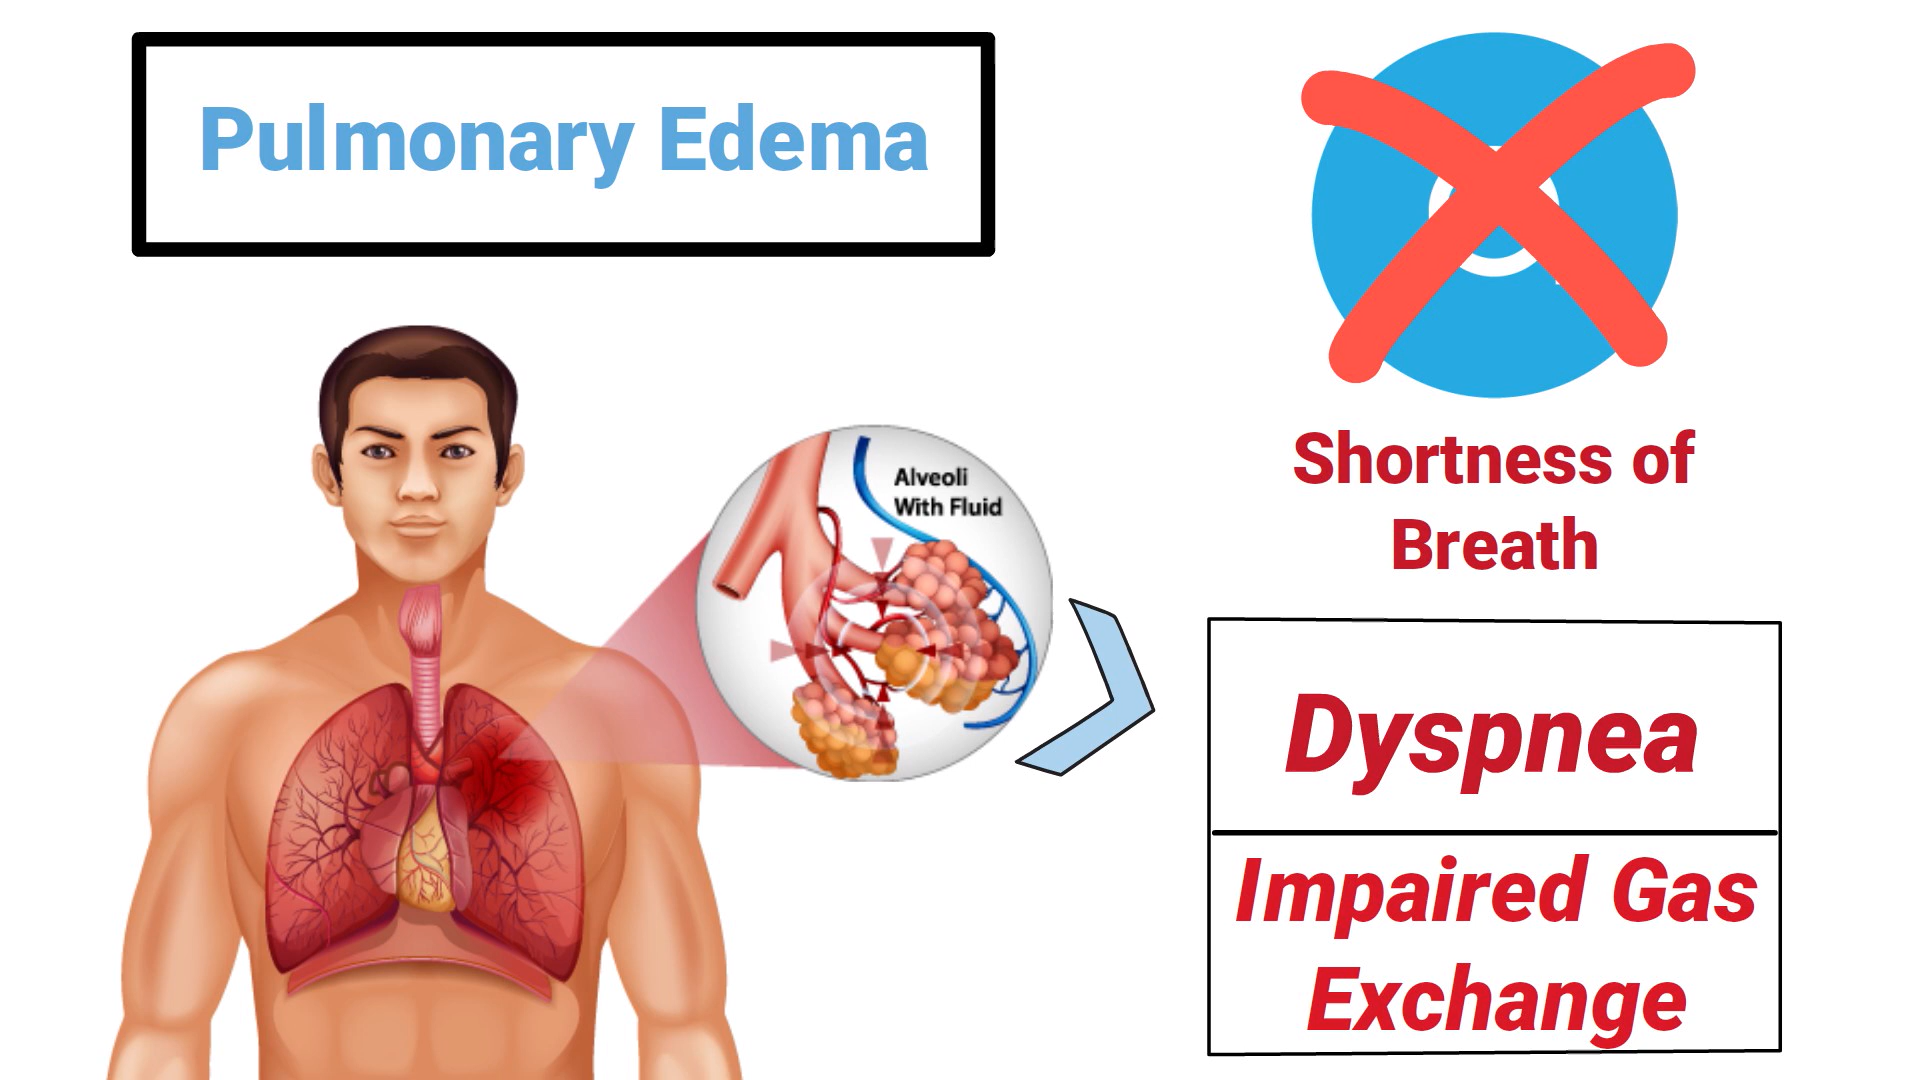 Pulmonary Edema
Alveoli
With Fluid
Shortness of
Breath
Dyspnea
Impaired Gas
Exchange